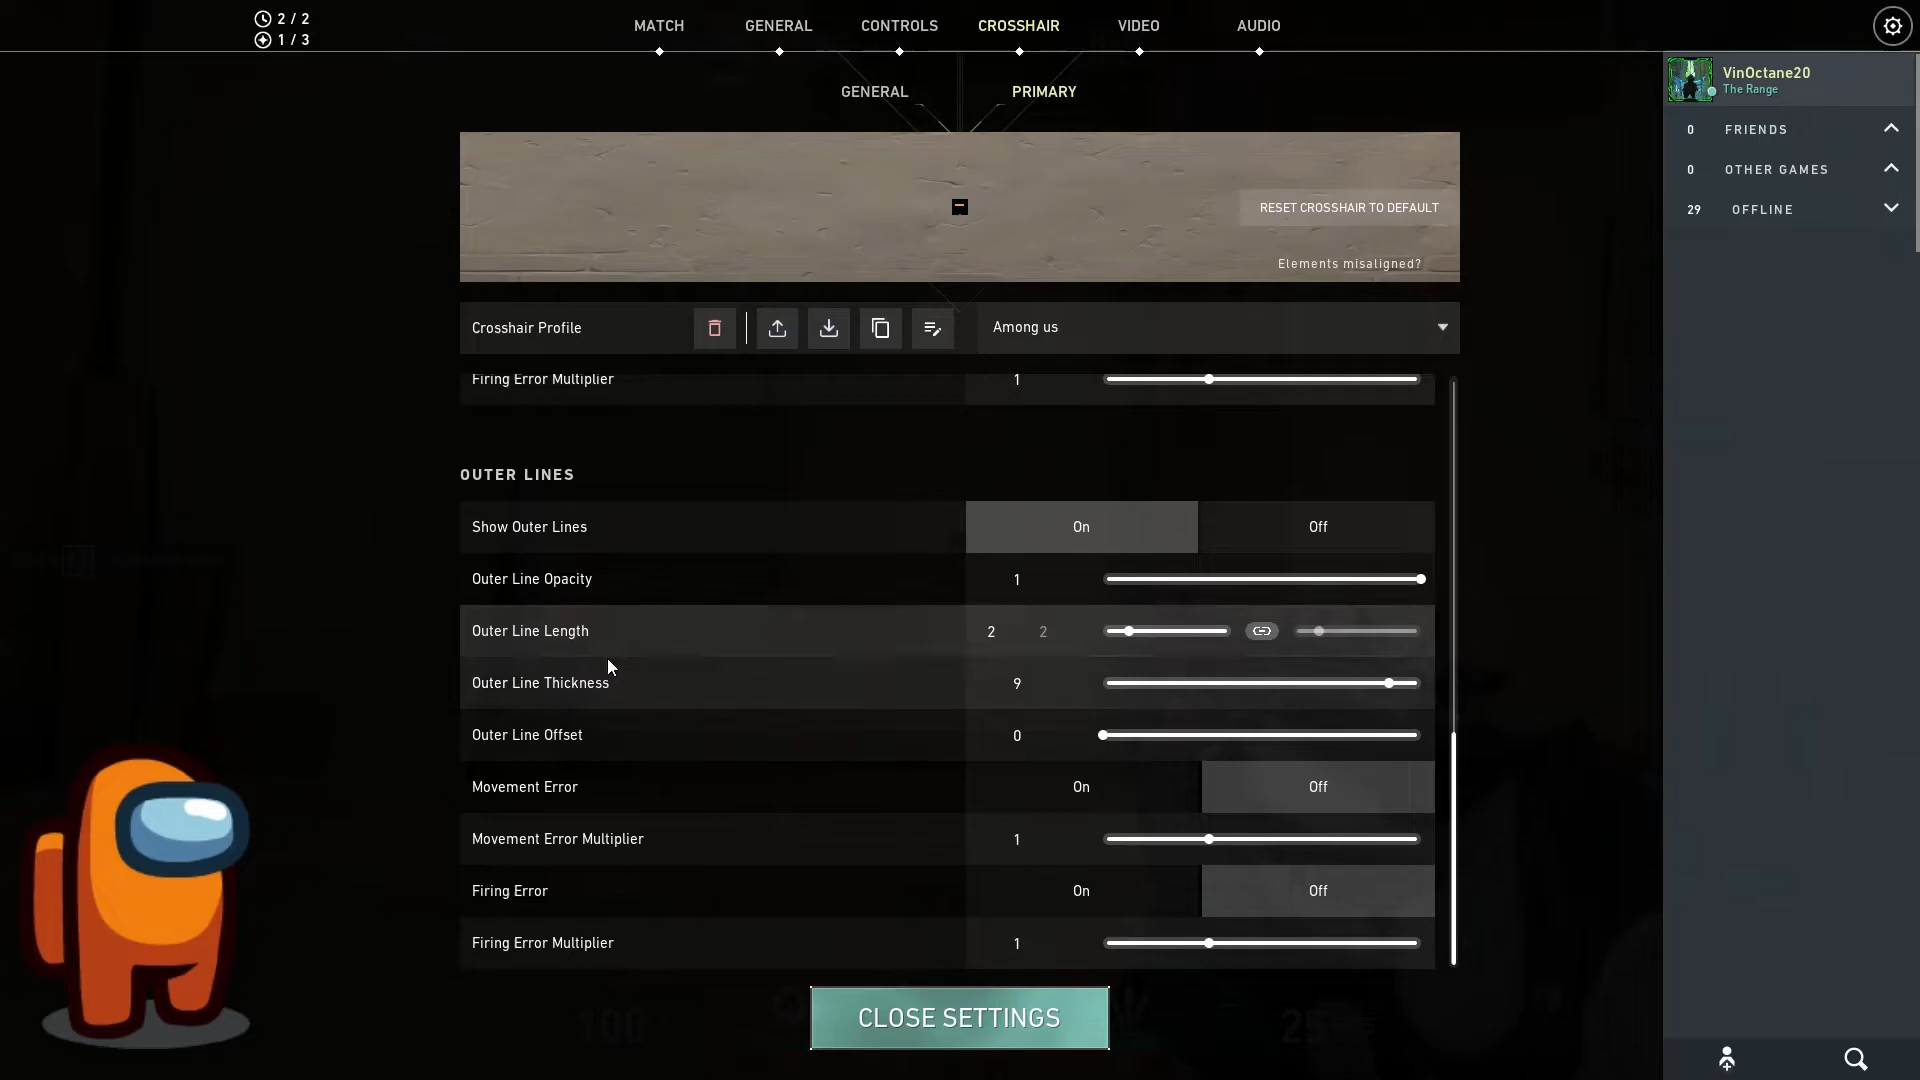 2 / 2
1 / 3
MATCH GENERAL CONTROLS CROSSHAIR VIDEO AUDIO
GENERAL PRIMARY
VinOctane20
The Range
0 FRIENDS
0 OTHER GAMES
29 OFFLINE
RESET CROSSHAIR TO DEFAULT
Elements misaligned?
Crosshair Profile Among us
Firing Error Multiplier 1
OUTER LINES
Show Outer Lines On Off
Outer Line Opacity 1
Outer Line Length 2 2
Outer Line Thickness 9
Outer Line Offset 0
Movement Error On Off
Movement Error Multiplier 1
Firing Error On Off
Firing Error Multiplier 1
100
25
CLOSE SETTINGS